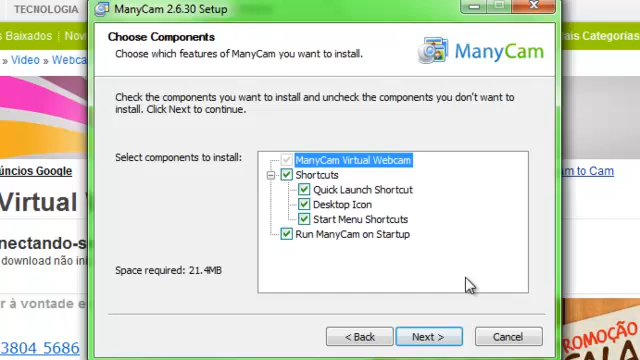 TECNOLOGIA
ManyCam 2.6.30 Setup
Baixados
Novos
ais Categorias
» Video » Webca
Choose Components
Choose which features of ManyCam you want to install.
ManyCam
Check the components you want to install and uncheck the components you don't want to
install. Click Next to continue.
Select components to install:
ManyCam Virtual Webcam
Shortcuts
Quick Launch Shortcut
Desktop Icon
Start Menu Shortcuts
Run ManyCam on Startup
Space required: 21.4MB
úncios Google
am to Cam
Virtual
nectando-s
download não ini
r à vontade e
3804 5686
< Back
Next >
Cancel
PROMOÇÃO